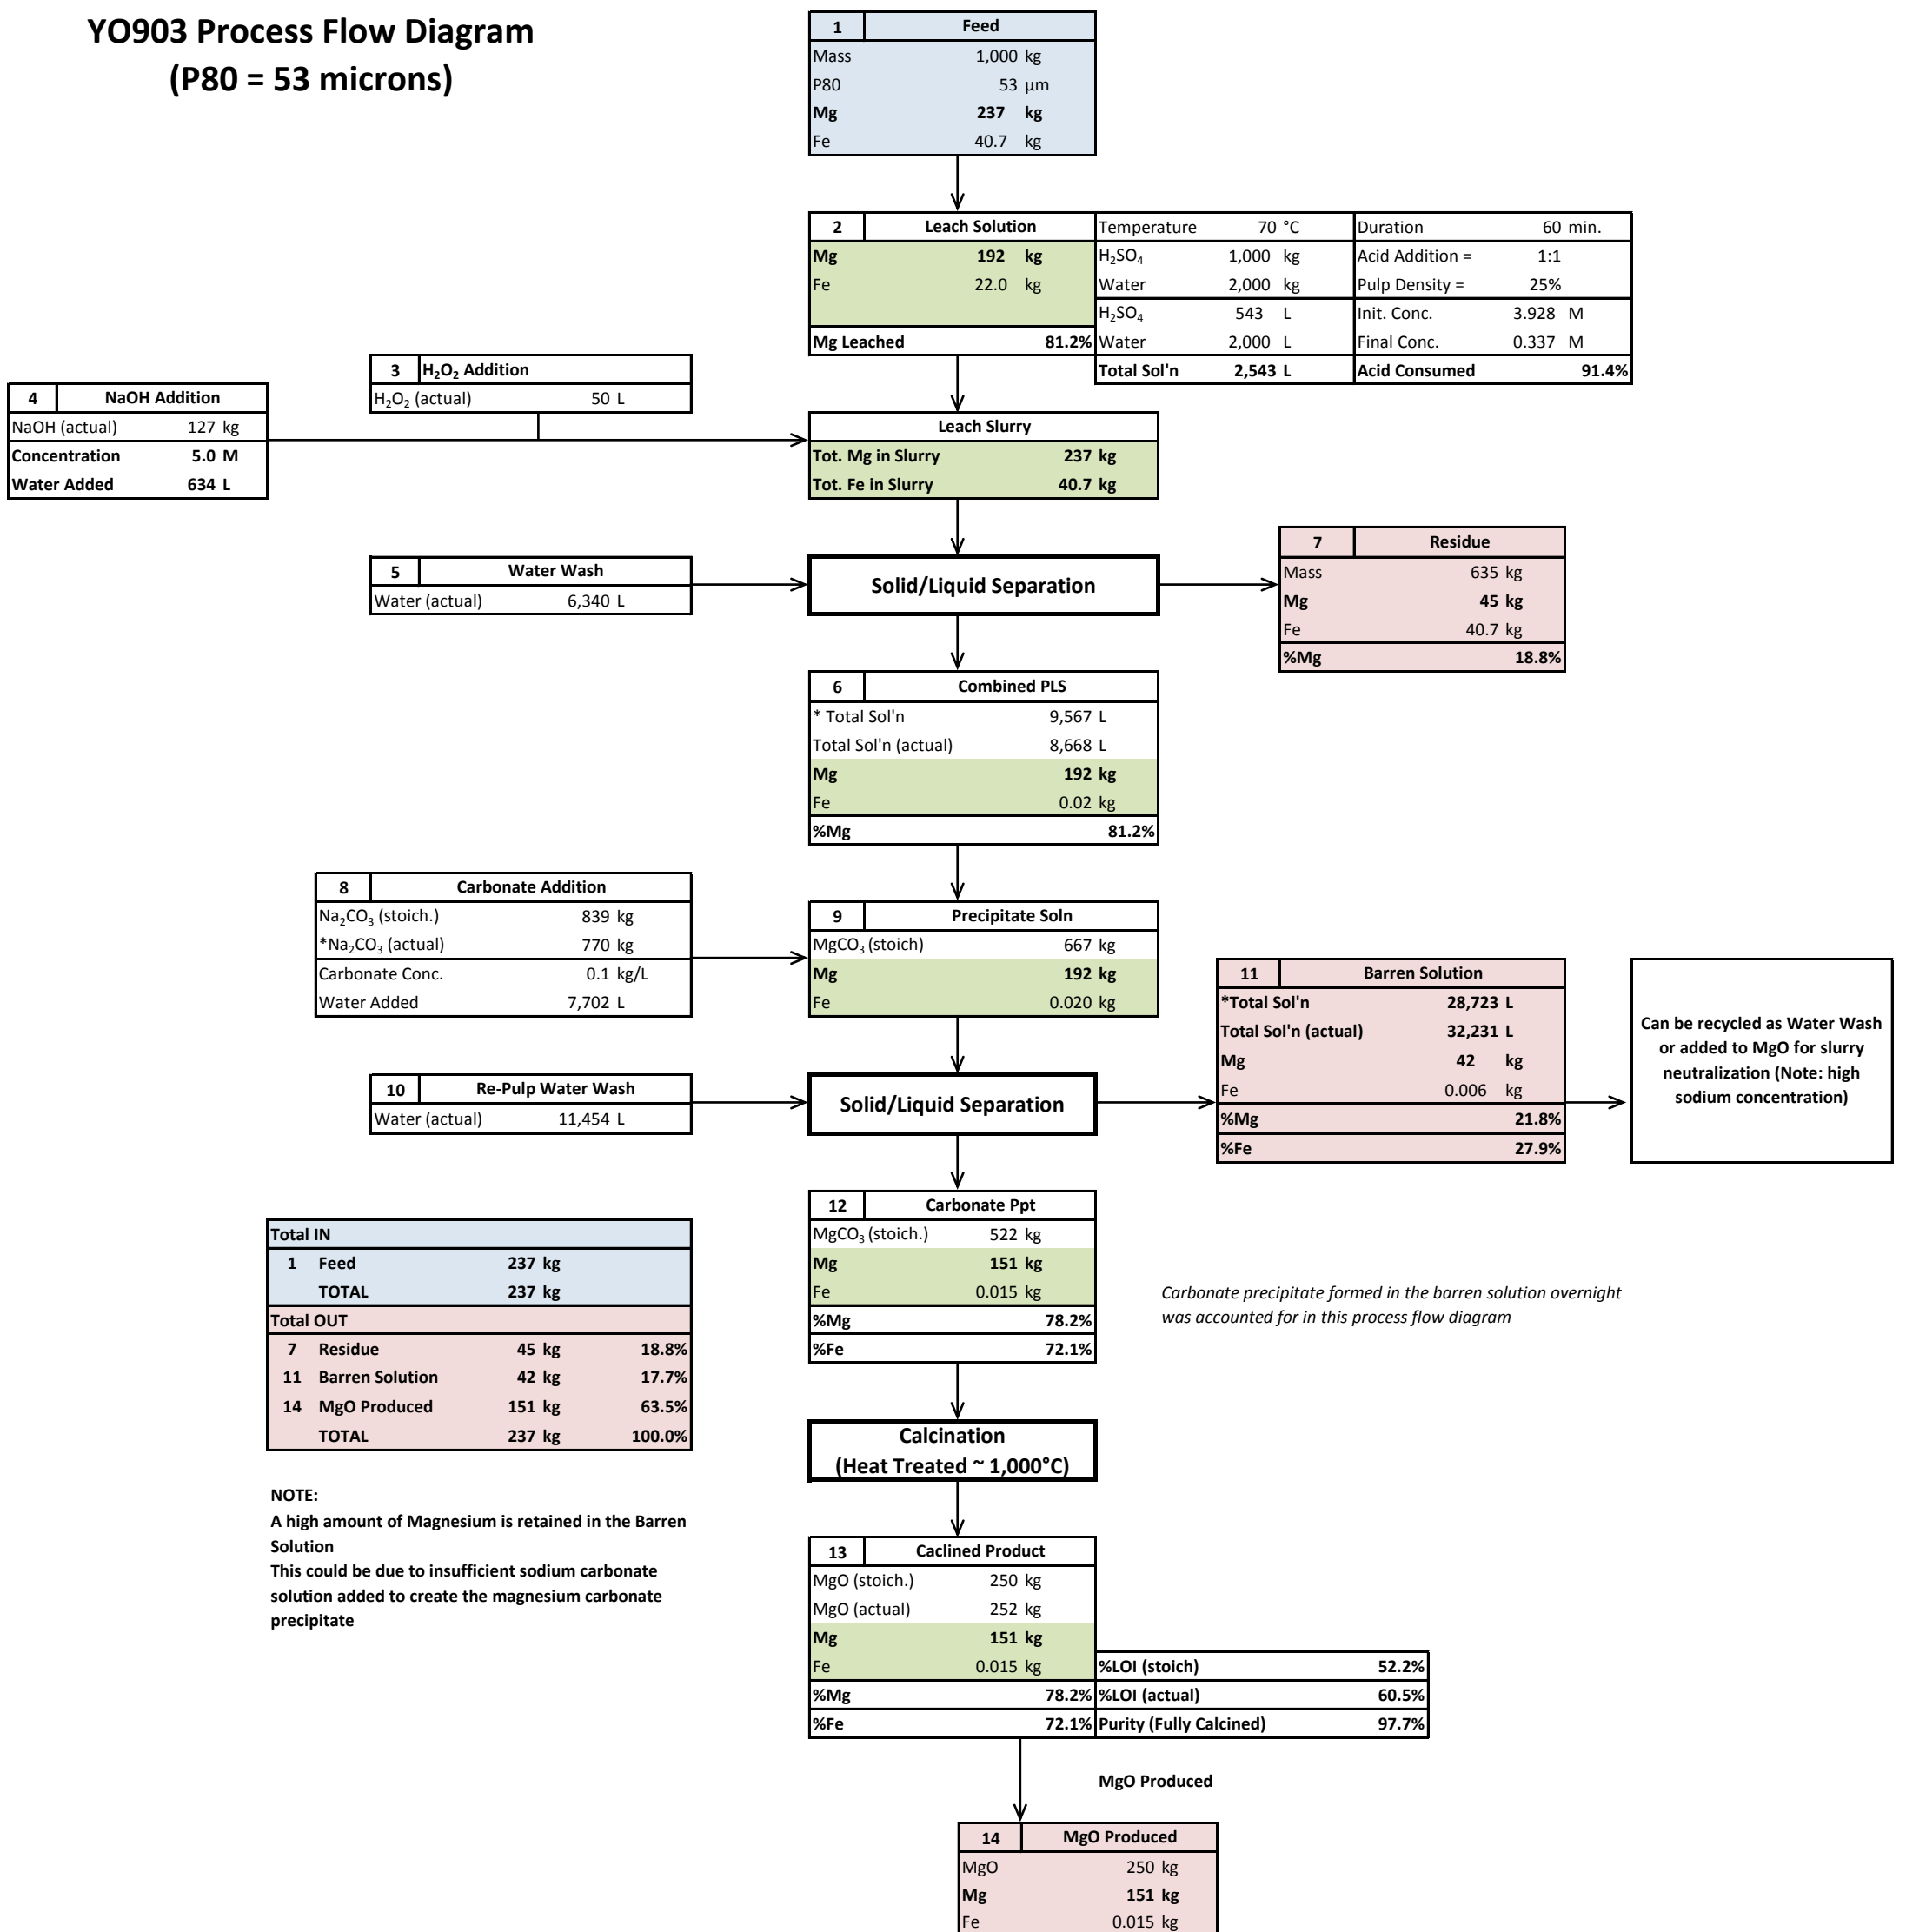 YO903 Process Flow Diagram
(P80 = 53 microns)
1 Feed
Mass 1,000 kg
P80 53 µm
Mg 237 kg
Fe 40.7 kg
2 Leach Solution
Mg 192 kg
Fe 22.0 kg
Mg Leached 81.2%
Temperature 70 °C
H2SO4 1,000 kg
Water 2,000 kg
H2SO4 543 L
Water 2,000 L
Total Sol'n 2,543 L
Duration 60 min.
Acid Addition = 1:1
Pulp Density = 25%
Init. Conc. 3.928 M
Final Conc. 0.337 M
Acid Consumed 91.4%
3 H2O2 Addition
H2O2 (actual) 50 L
4 NaOH Addition
NaOH (actual) 127 kg
Concentration 5.0 M
Water Added 634 L
Leach Slurry
Tot. Mg in Slurry 237 kg
Tot. Fe in Slurry 40.7 kg
5 Water Wash
Water (actual) 6,340 L
Solid/Liquid Separation
7 Residue
Mass 635 kg
Mg 45 kg
Fe 40.7 kg
%Mg 18.8%
6 Combined PLS
* Total Sol'n 9,567 L
Total Sol'n (actual) 8,668 L
Mg 192 kg
Fe 0.02 kg
%Mg 81.2%
8 Carbonate Addition
Na2CO3 (stoich.) 839 kg
*Na2CO3 (actual) 770 kg
Carbonate Conc. 0.1 kg/L
Water Added 7,702 L
9 Precipitate Soln
MgCO3 (stoich) 667 kg
Mg 192 kg
Fe 0.020 kg
10 Re-Pulp Water Wash
Water (actual) 11,454 L
Solid/Liquid Separation
11 Barren Solution
*Total Sol'n 28,723 L
Total Sol'n (actual) 32,231 L
Mg 42 kg
Fe 0.006 kg
%Mg 21.8%
%Fe 27.9%
Can be recycled as Water Wash
or added to MgO for slurry
neutralization (Note: high
sodium concentration)
12 Carbonate Ppt
MgCO3 (stoich.) 522 kg
Mg 151 kg
Fe 0.015 kg
%Mg 78.2%
%Fe 72.1%
Carbonate precipitate formed in the barren solution overnight
was accounted for in this process flow diagram
Total IN
1 Feed 237 kg
TOTAL 237 kg
Total OUT
7 Residue 45 kg 18.8%
11 Barren Solution 42 kg 17.7%
14 MgO Produced 151 kg 63.5%
TOTAL 237 kg 100.0%
NOTE:
A high amount of Magnesium is retained in the Barren
Solution
This could be due to insufficient sodium carbonate
solution added to create the magnesium carbonate
precipitate
Calcination
(Heat Treated ~ 1,000°C)
13 Caclined Product
MgO (stoich.) 250 kg
MgO (actual) 252 kg
Mg 151 kg
Fe 0.015 kg
%Mg 78.2%
%Fe 72.1%
%LOI (stoich) 52.2%
%LOI (actual) 60.5%
Purity (Fully Calcined) 97.7%
MgO Produced
14 MgO Produced
MgO 250 kg
Mg 151 kg
Fe 0.015 kg